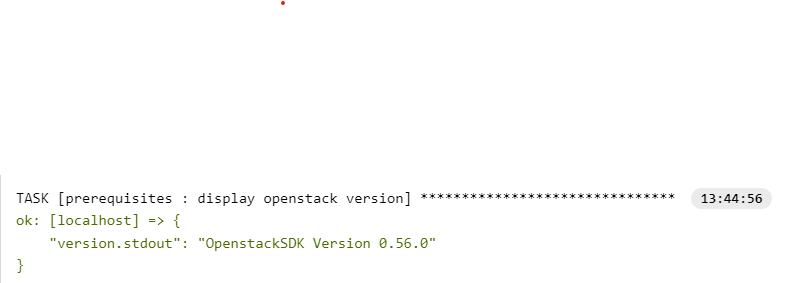 TASK [prerequisites : display openstack version] ******************************* 13:44:56
ok: [localhost] => {
    "version.stdout": "OpenstackSDK Version 0.56.0"
}